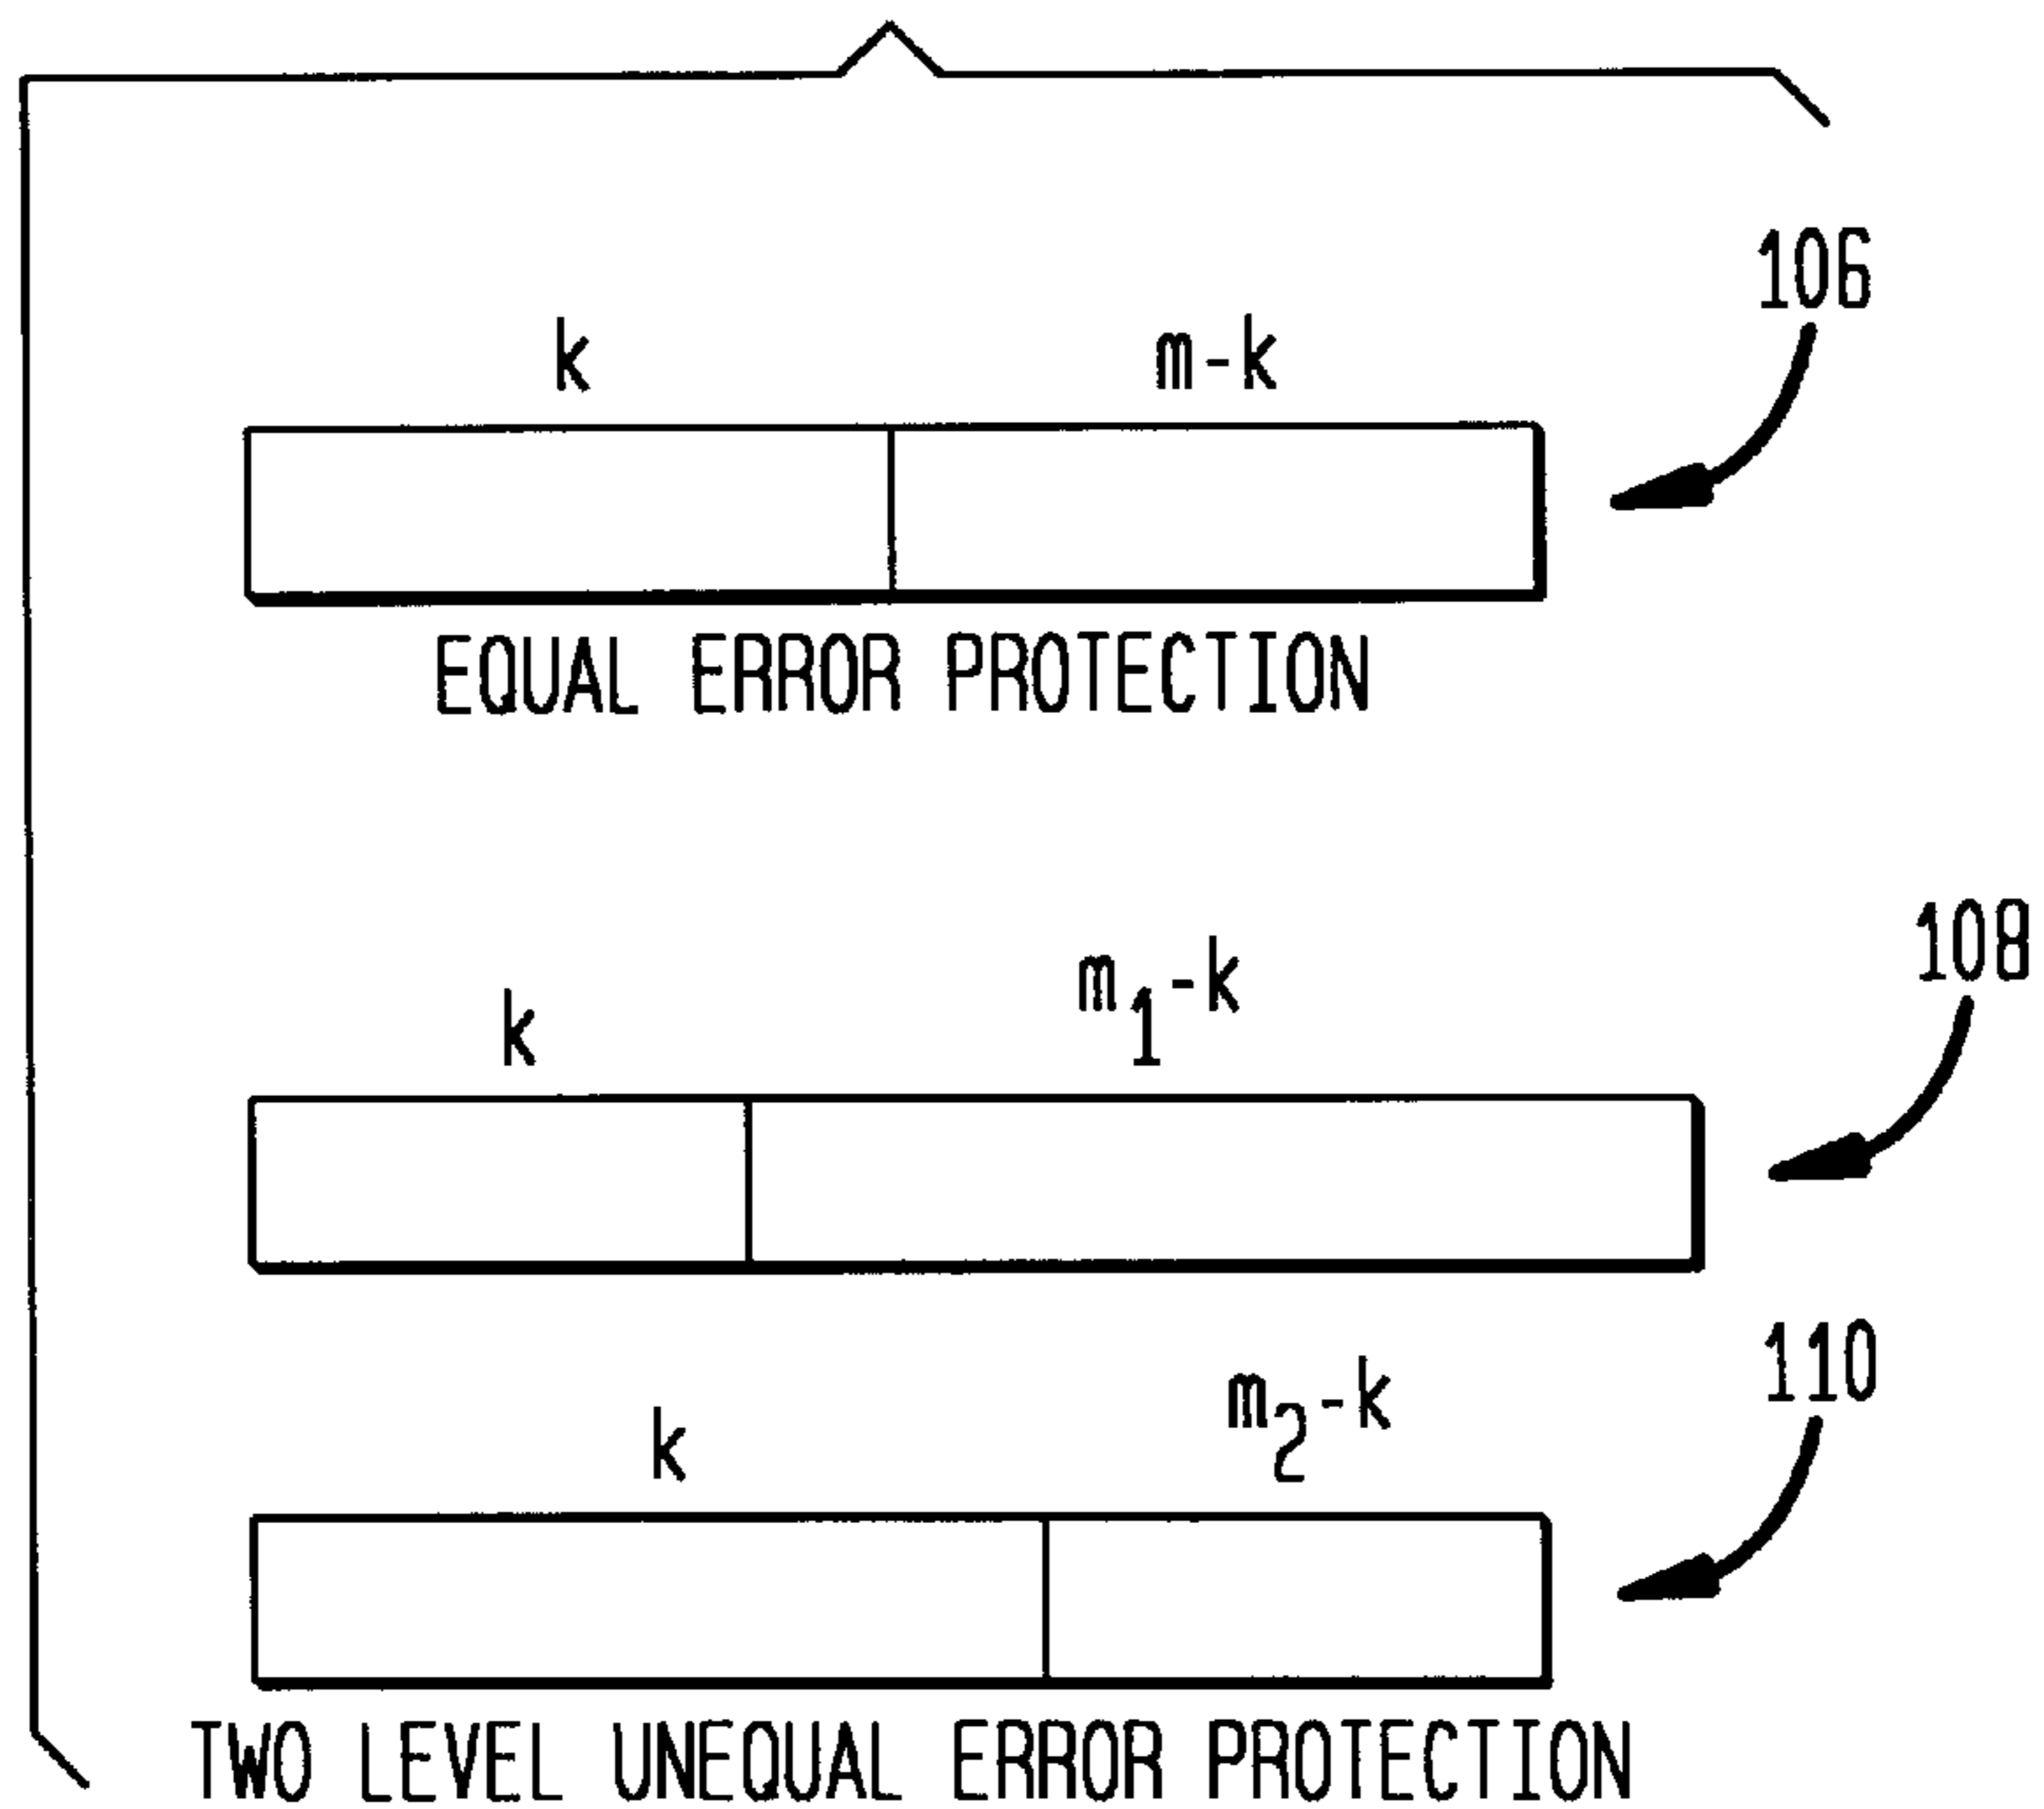 106
k m-k
EQUAL ERROR PROTECTION
108
k m₁-k
110
k m₂-k
TWO LEVEL UNEQUAL ERROR PROTECTION